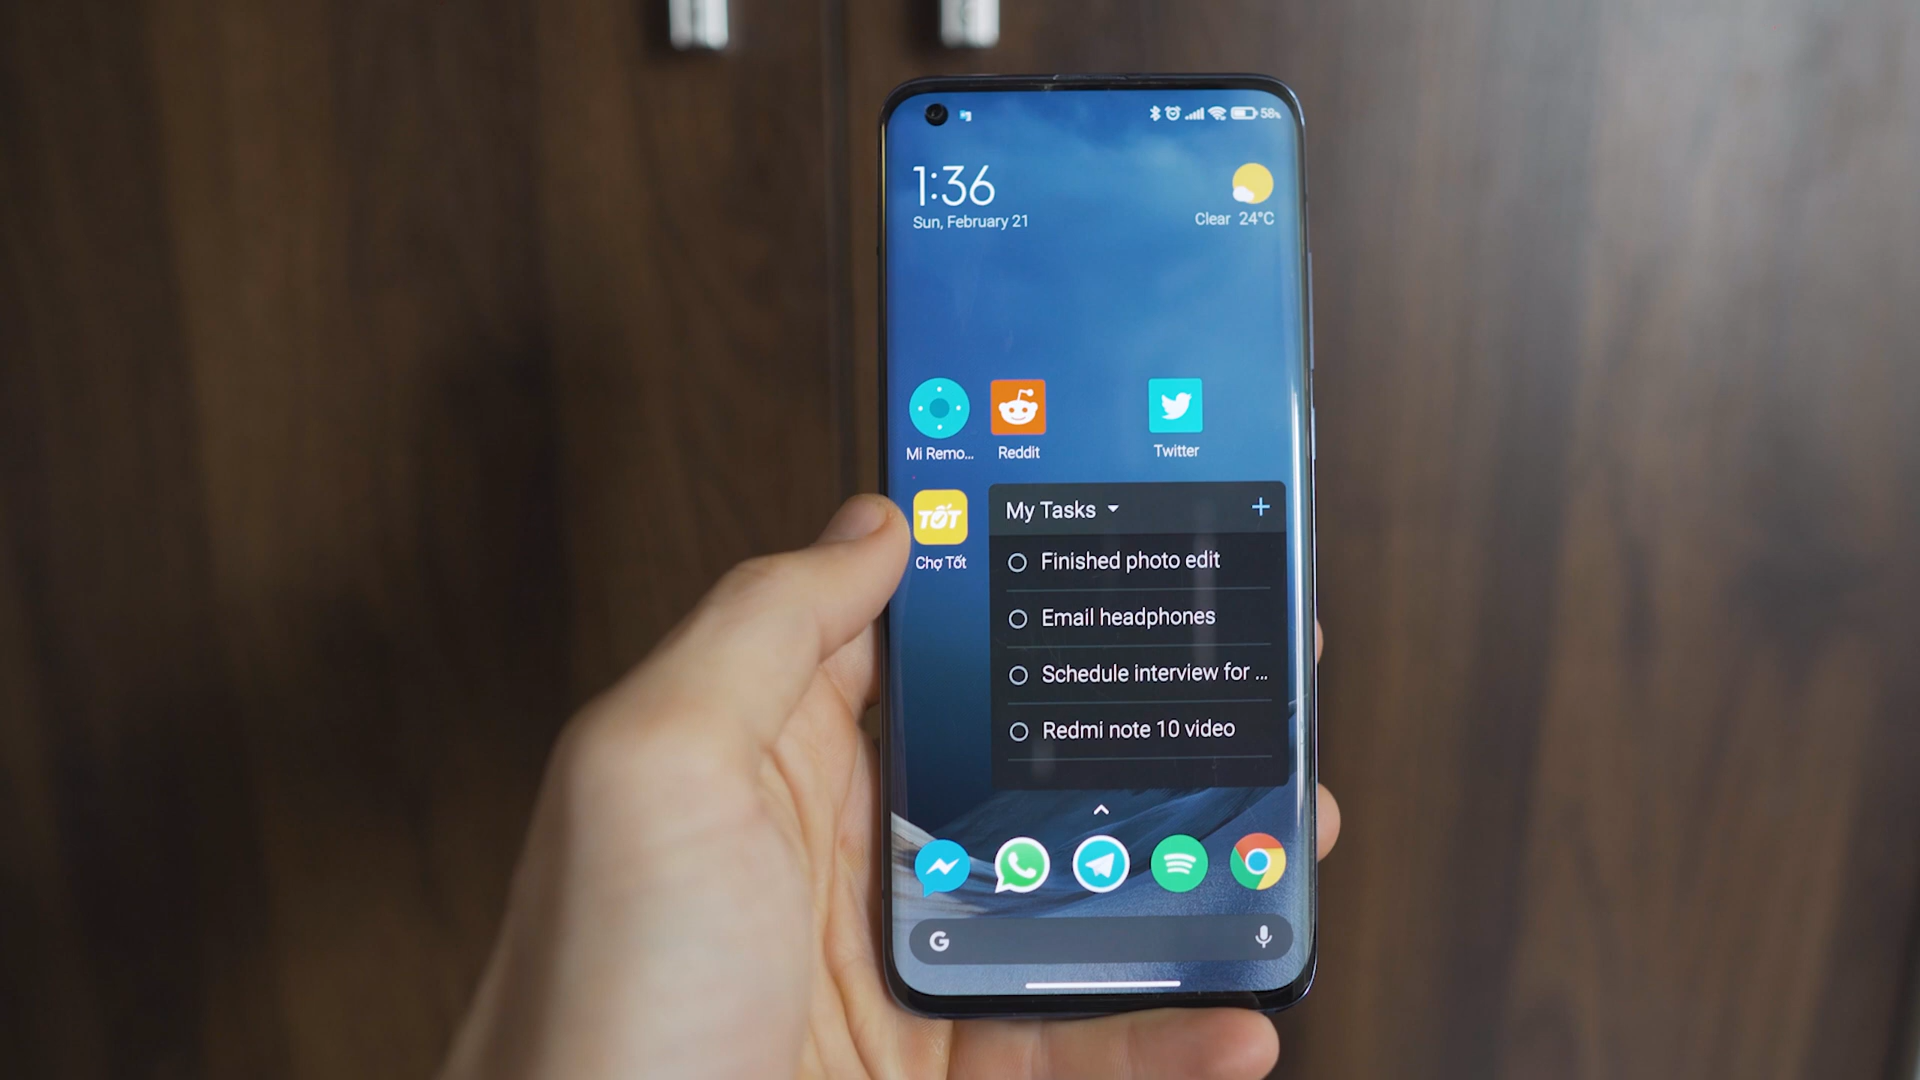 58%
1:36
Sun, February 21
Clear 24°C
Mi Remo...
Reddit
Twitter
TỐT
Chợ Tốt
My Tasks
+
Finished photo edit
Email headphones
Schedule interview for ...
Redmi note 10 video
G